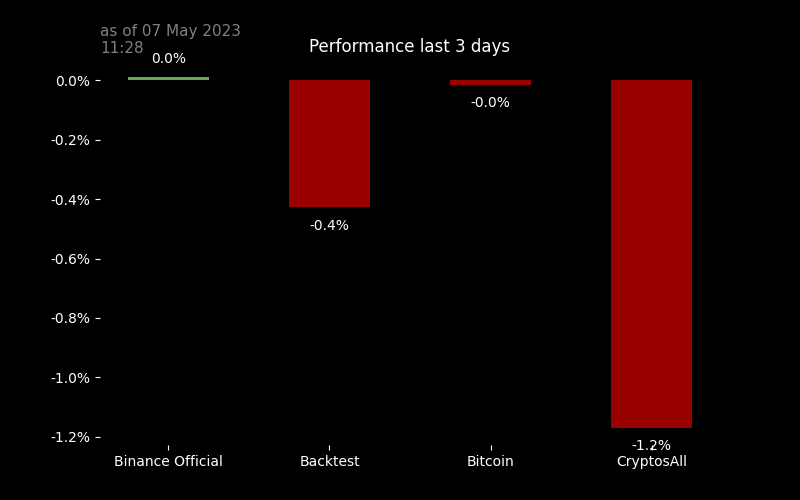 as of 07 May 2023
11:28
Performance last 3 days
0.0%
0.0%
-0.0%
-0.2%
-0.4%
-0.4%
-0.6%
-0.8%
-1.0%
-1.2%
-1.2%
Binance Official
Backtest
Bitcoin
CryptosAll